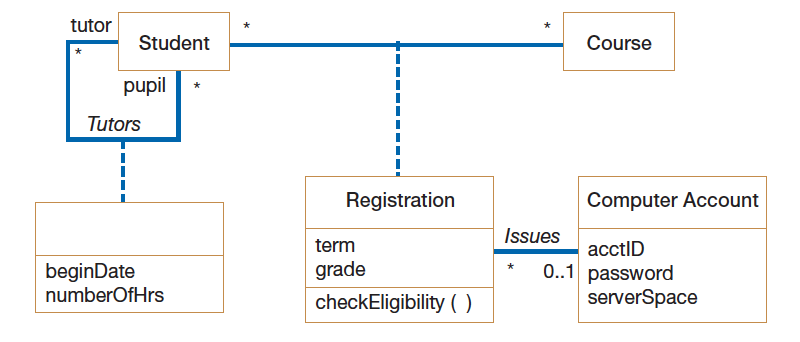 tutor
*
Student
*
*
Course
pupil
*
Tutors
Registration
Computer Account
term
grade
checkEligibility ( )
Issues
*
0..1
acctID
password
serverSpace
beginDate
numberOfHrs